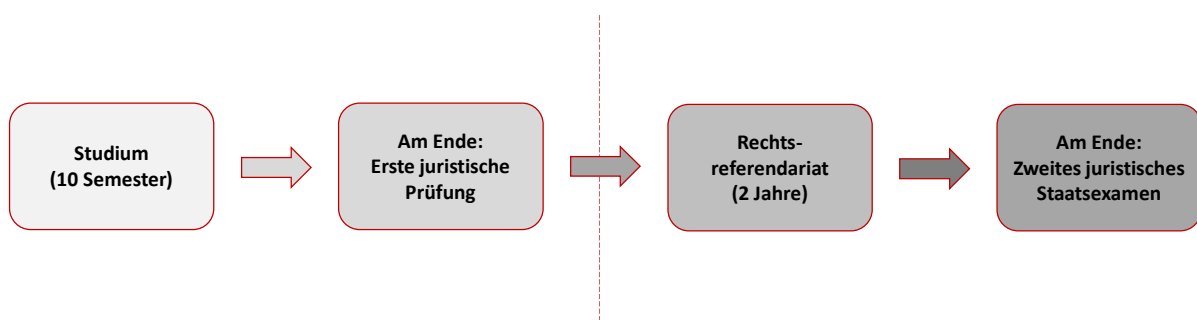 Studium
(10 Semester)
Am Ende:
Erste juristische
Prüfung
Rechts-
referendariat
(2 Jahre)
Am Ende:
Zweites juristisches
Staatsexamen